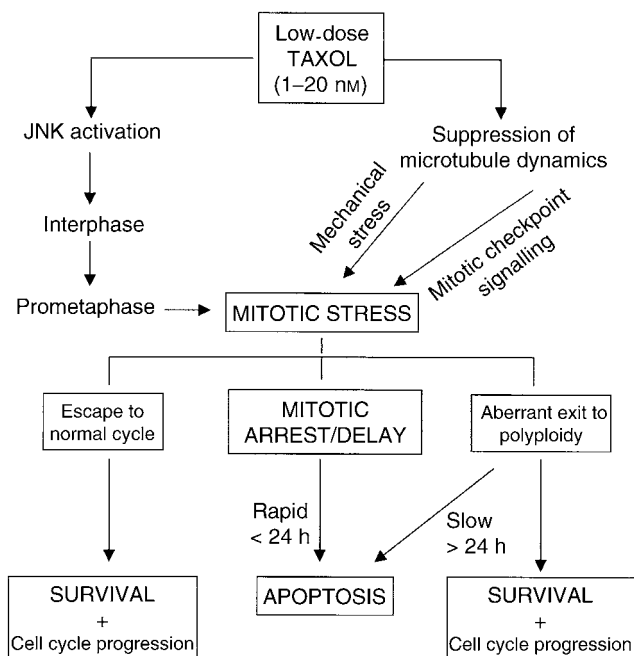 Low-dose
TAXOL
(1–20 nM)
JNK activation
Suppression of
microtubule dynamics
Interphase
Mechanical
stress
Mitotic checkpoint
signalling
Prometaphase
MITOTIC STRESS
Escape to
normal cycle
MITOTIC
ARREST/DELAY
Aberrant exit to
polyploidy
Rapid
< 24 h
Slow
> 24 h
SURVIVAL
+
Cell cycle progression
APOPTOSIS
SURVIVAL
+
Cell cycle progression